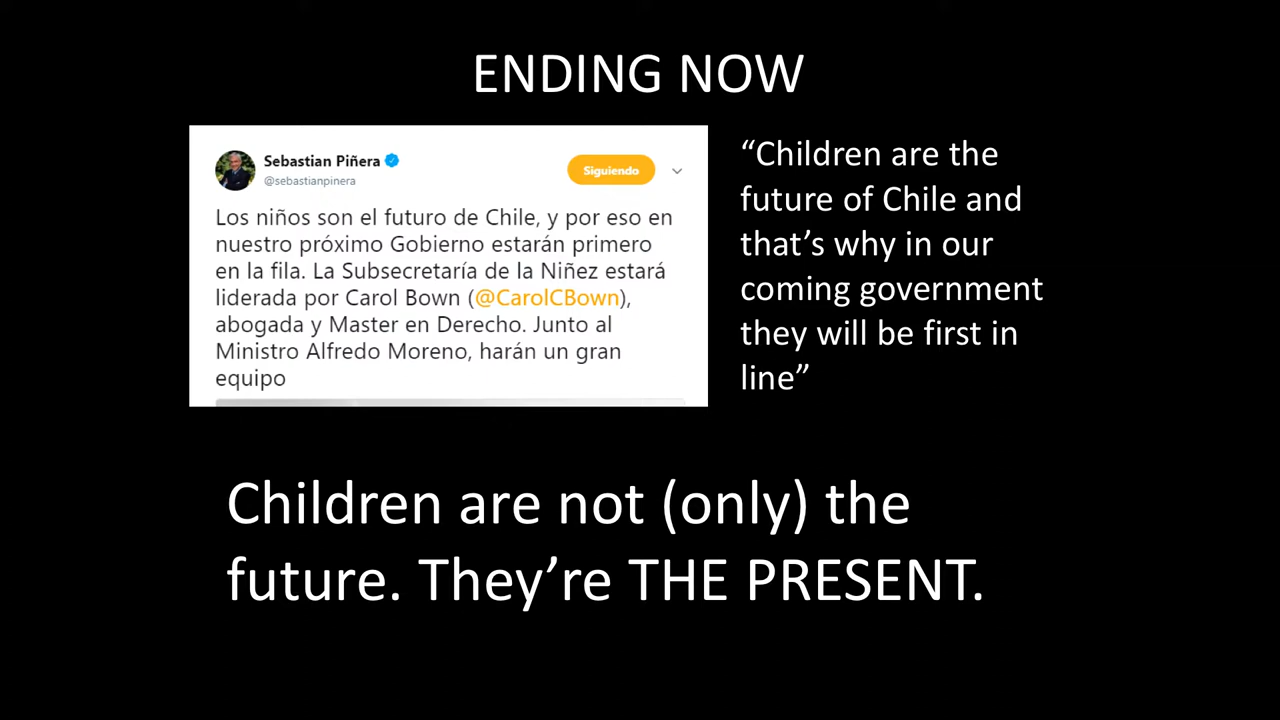 ENDING NOW
Sebastian Piñera
@sebastianpinera
Siguiendo
Los niños son el futuro de Chile, y por eso en
nuestro próximo Gobierno estarán primero
en la fila. La Subsecretaría de la Niñez estará
liderada por Carol Bown (@CarolCBown),
abogada y Master en Derecho. Junto al
Ministro Alfredo Moreno, harán un gran
equipo
“Children are the
future of Chile and
that’s why in our
coming government
they will be first in
line”
Children are not (only) the
future. They’re THE PRESENT.